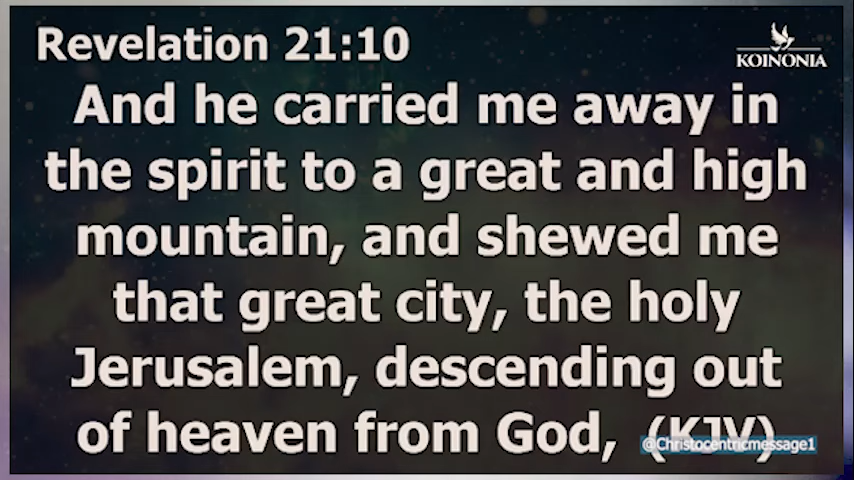 Revelation 21:10
KOINONIA
And he carried me away in
the spirit to a great and high
mountain, and shewed me
that great city, the holy
Jerusalem, descending out
of heaven from God, (KJV)
@Christocentricmessage1